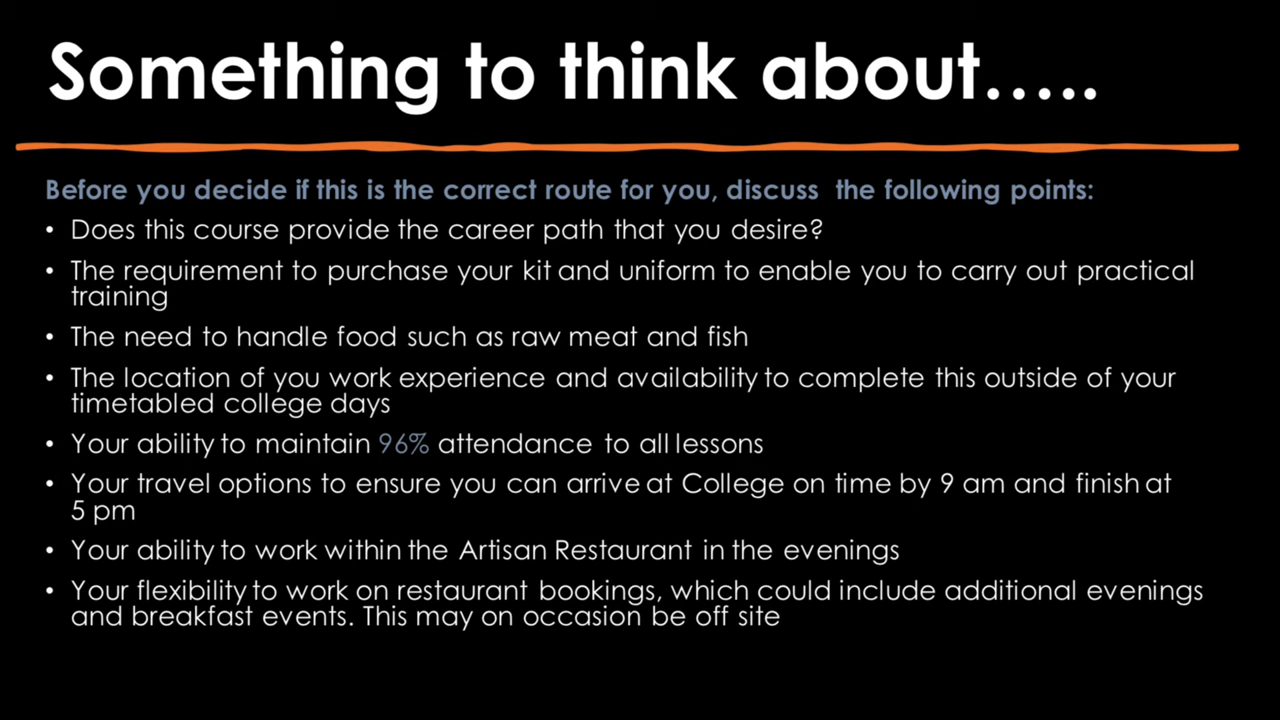 Something to think about.....
Before you decide if this is the correct route for you, discuss  the following points:
• Does this course provide the career path that you desire?
• The requirement to purchase your kit and uniform to enable you to carry out practical
training
• The need to handle food such as raw meat and fish
• The location of you work experience and availability to complete this outside of your
timetabled college days
• Your ability to maintain 96% attendance to all lessons
• Your travel options to ensure you can arrive at College on time by 9 am and finish at
5 pm
• Your ability to work within the Artisan Restaurant in the evenings
• Your flexibility to work on restaurant bookings, which could include additional evenings
and breakfast events. This may on occasion be off site